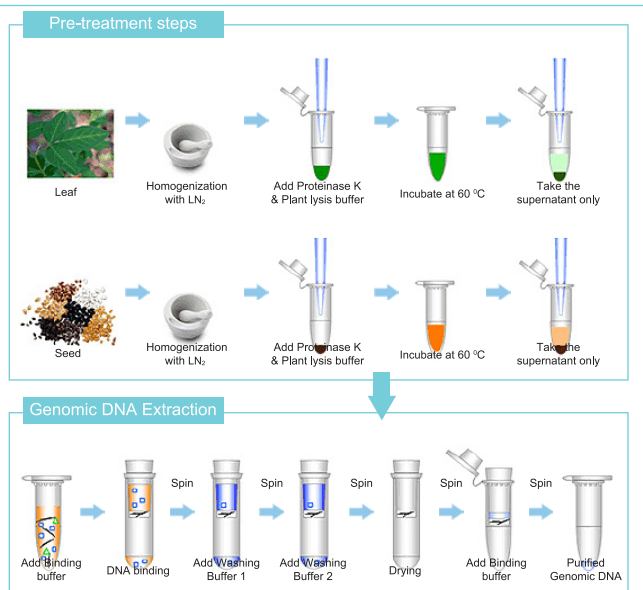 Pre-treatment steps
Leaf
Homogenization
with LN₂
Add Proteinase K
& Plant lysis buffer
Incubate at 60 ⁰C
Take the
supernatant only
Seed
Homogenization
with LN₂
Add Proteinase K
& Plant lysis buffer
Incubate at 60 ⁰C
Take the
supernatant only
Genomic DNA Extraction
Spin
Spin
Spin
Spin
Spin
Add Binding
buffer
DNA binding
Add Washing
Buffer 1
Add Washing
Buffer 2
Drying
Add Binding
buffer
Purified
Genomic DNA